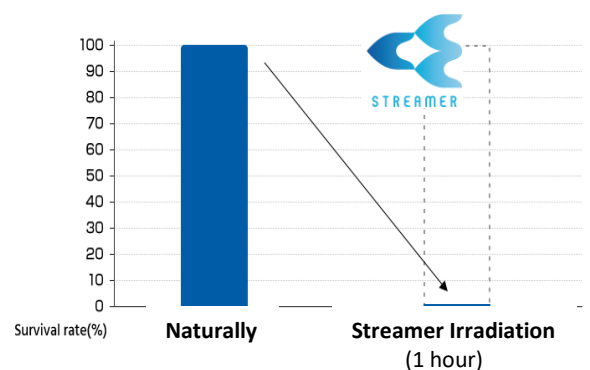 STREAMER
100
90
80
70
60
50
40
30
20
10
0
Survival rate(%)
Naturally
Streamer Irradiation
(1 hour)